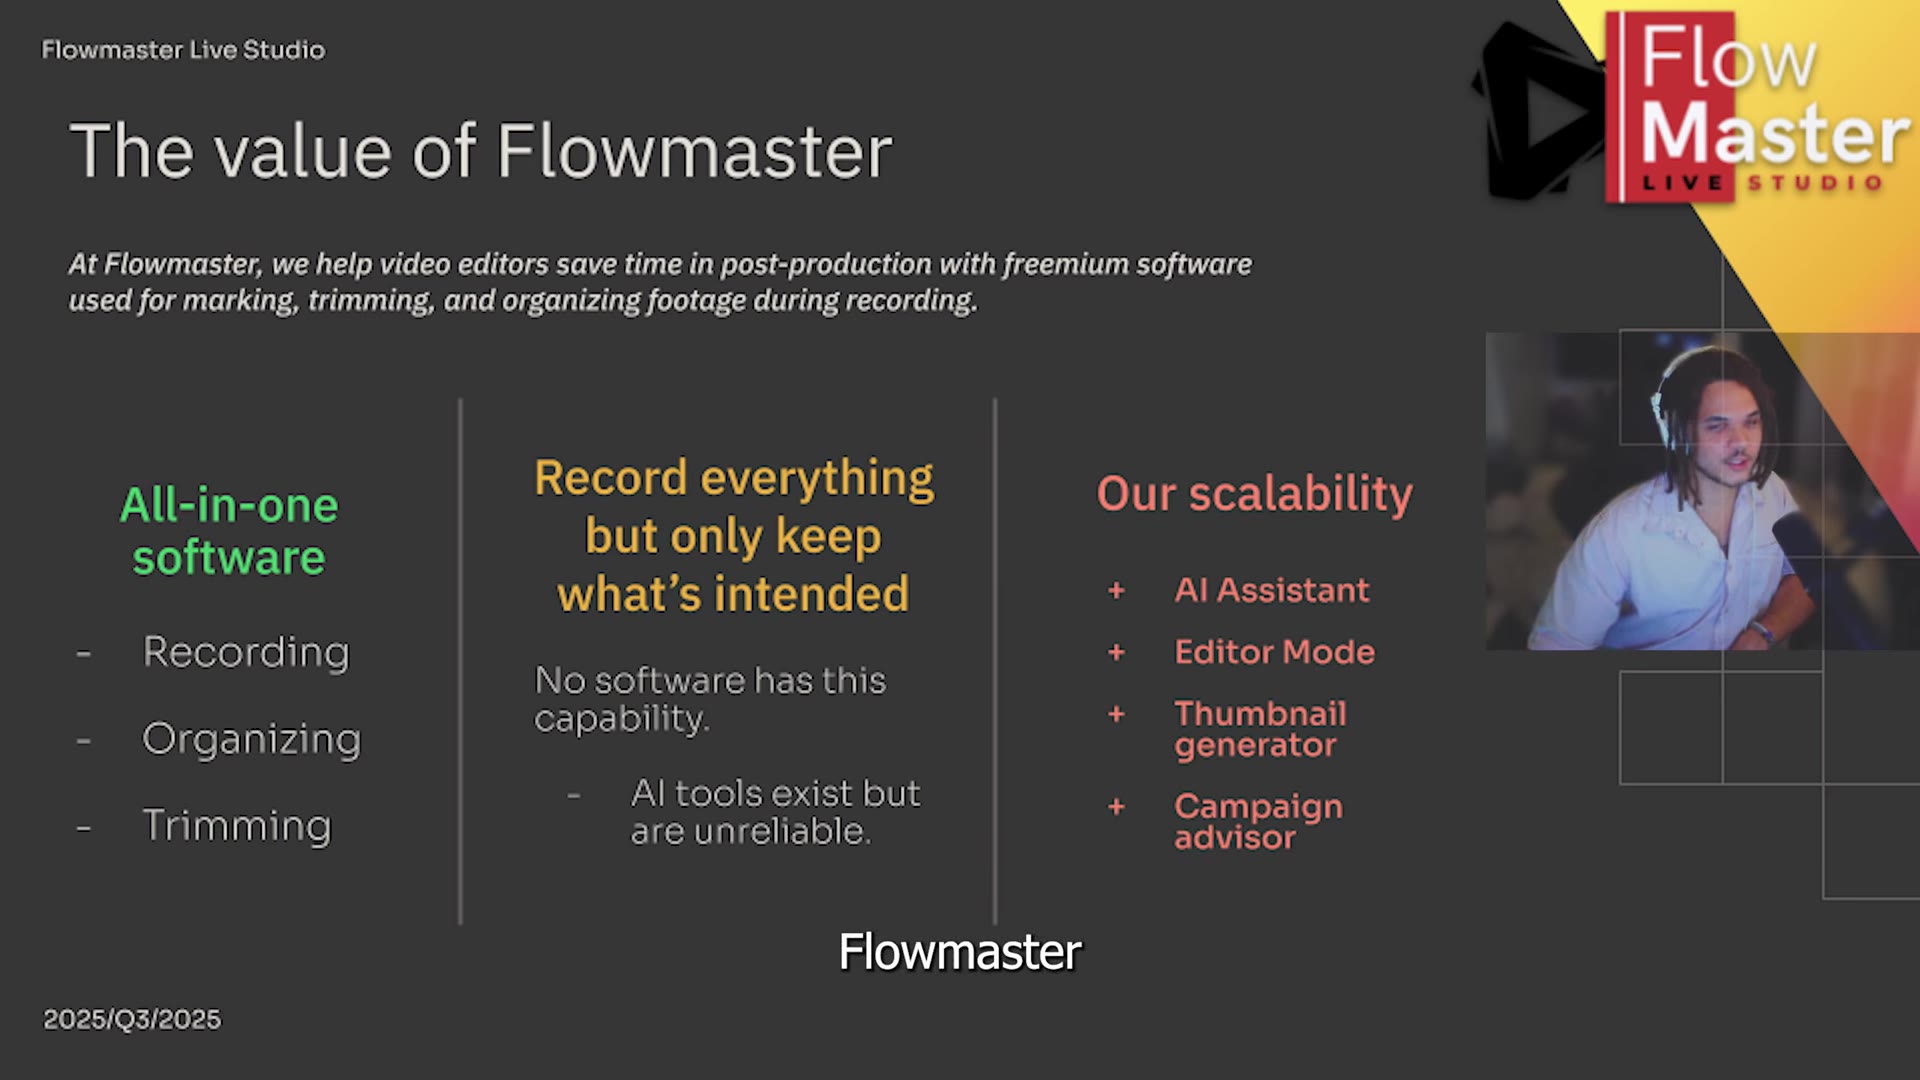 Flowmaster Live Studio
Flow
Master
LIVE STUDIO
The value of Flowmaster
At Flowmaster, we help video editors save time in post-production with freemium software
used for marking, trimming, and organizing footage during recording.
All-in-one
software
- Recording
- Organizing
- Trimming
Record everything
but only keep
what's intended
No software has this
capability.
- AI tools exist but
are unreliable.
Our scalability
+ AI Assistant
+ Editor Mode
+ Thumbnail
generator
+ Campaign
advisor
Flowmaster
2025/Q3/2025